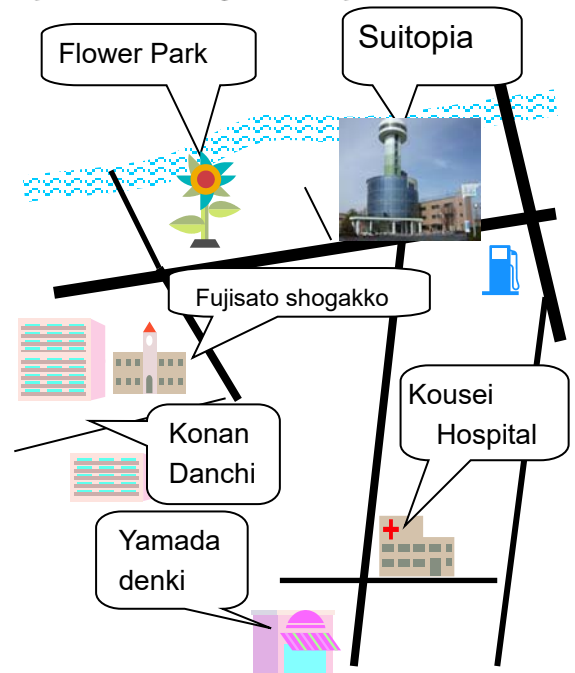 Flower Park
Suitopia
Fujisato shogakko
Kousei
Hospital
Konan
Danchi
Yamada
denki